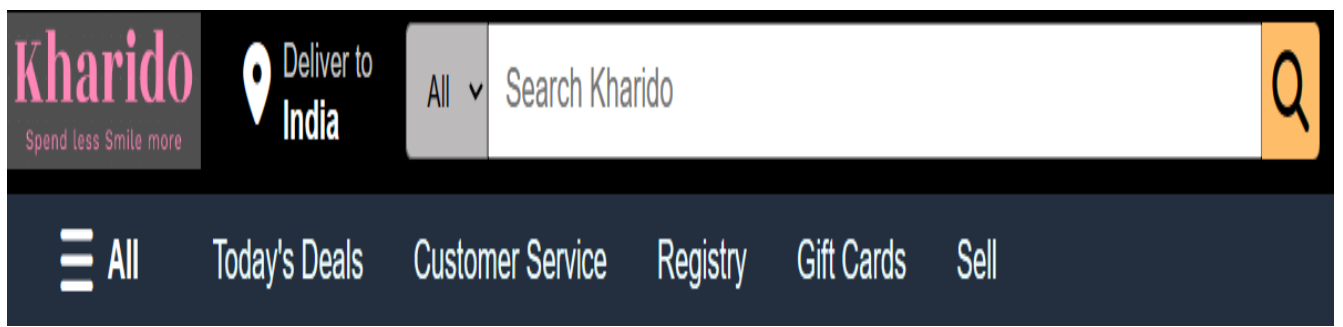 Kharido
Spend less Smile more
Deliver to
India
All
Search Kharido
All
Today's Deals
Customer Service
Registry
Gift Cards
Sell